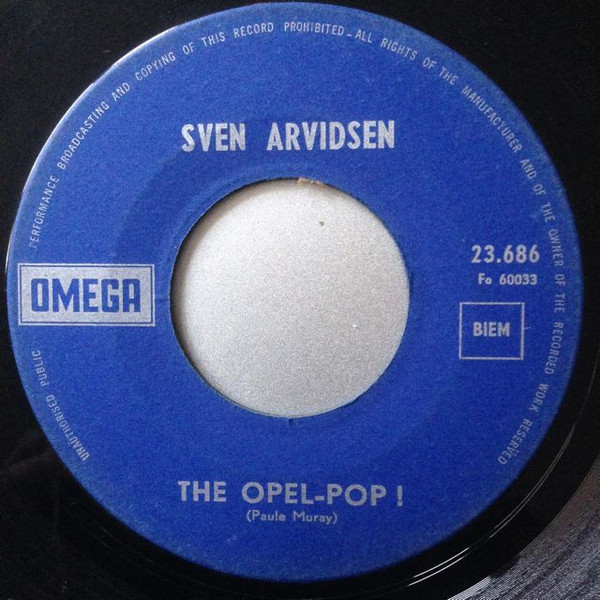 UNAUTHORISED PUBLIC PERFORMANCE BROADCASTING AND COPYING OF THIS RECORD PROHIBITED-ALL RIGHTS OF THE MANUFACTURER AND OF THE OWNER OF THE RECORDED WORK RESERVED
SVEN ARVIDSEN
23.686
Fo 60033
OMEGA
BIEM
THE OPEL-POP !
(Paule Muray)